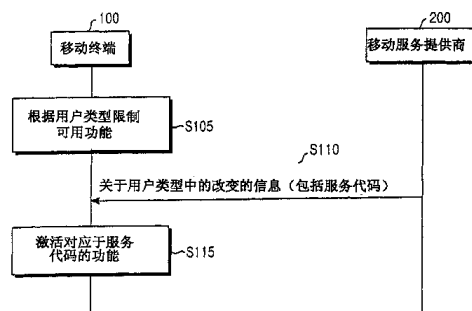 100
移动终端
200
移动服务提供商
根据用户类型限制
可用功能
S105
S110
关于用户类型中的改变的信息（包括服务代码）
激活对应于服务
代码的功能
S115